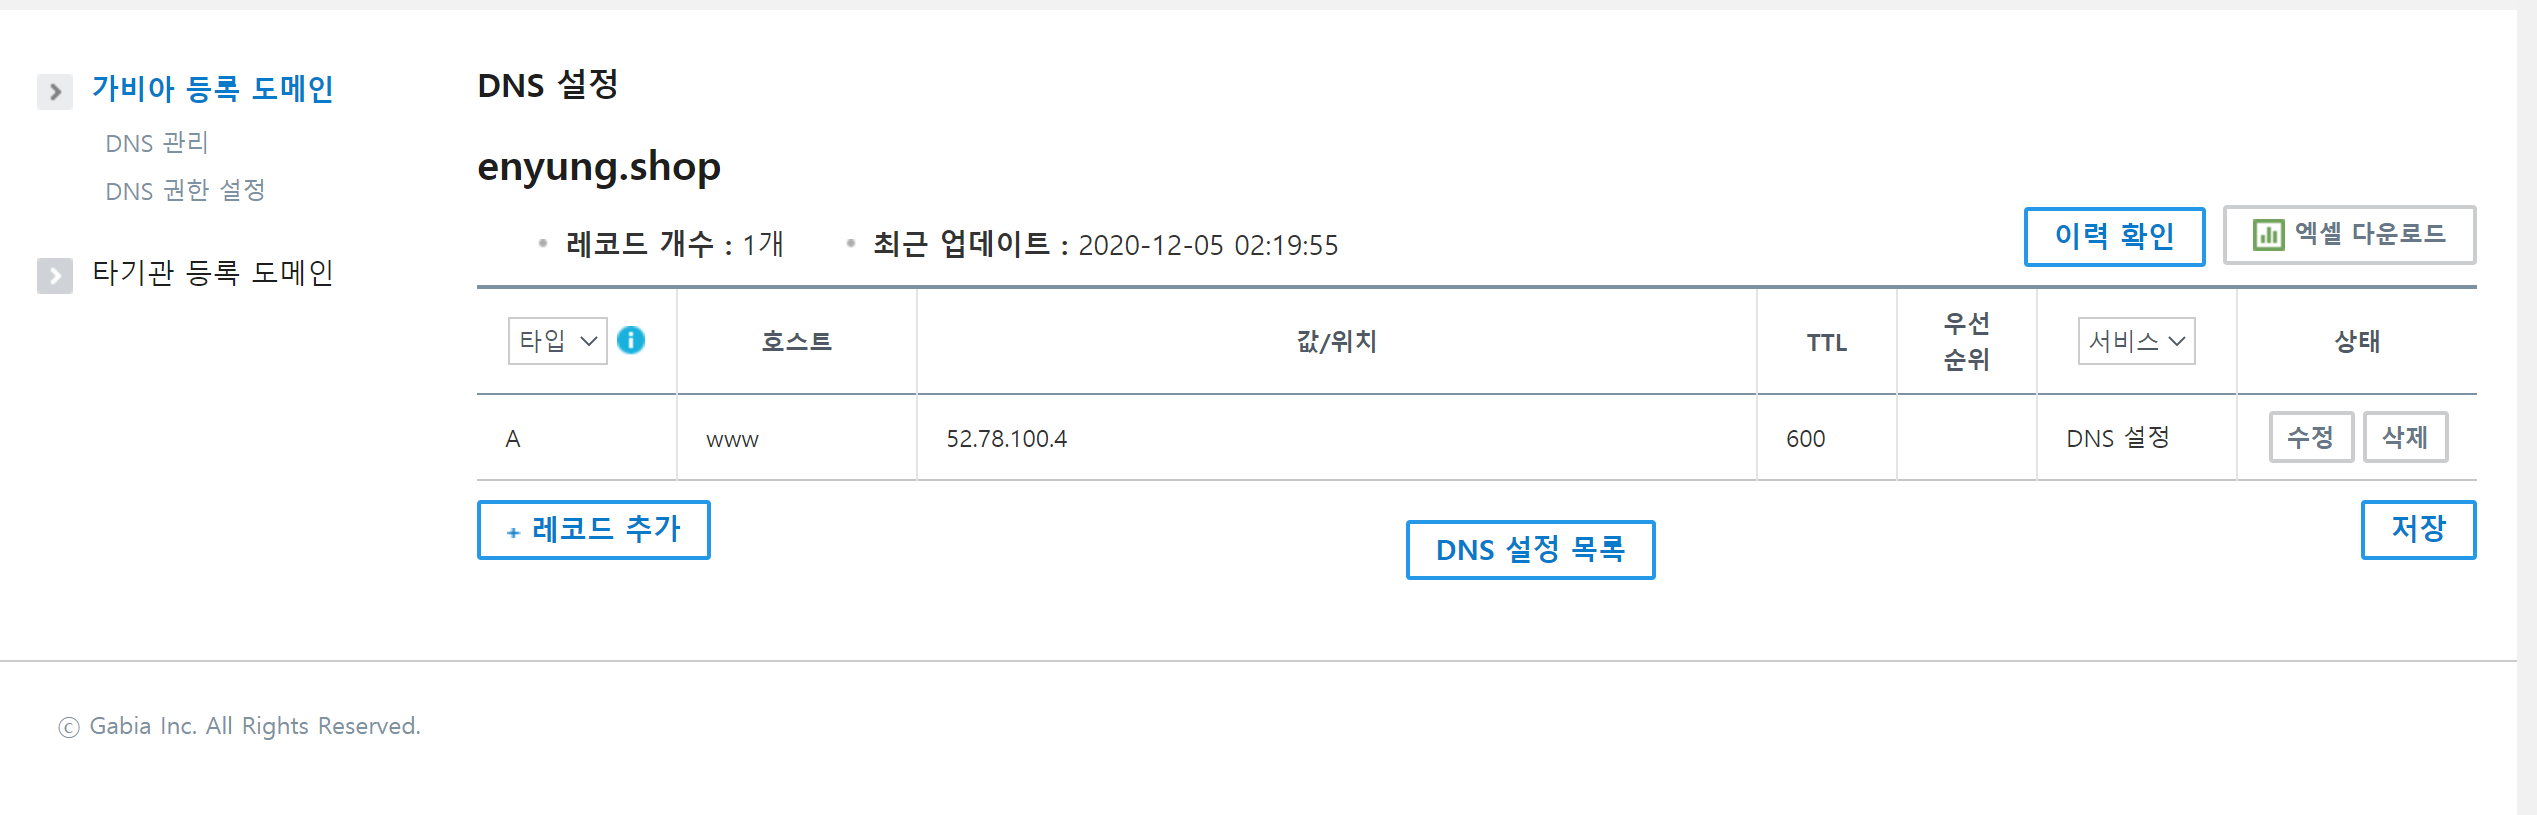 가비아 등록 도메인
DNS 관리
DNS 권한 설정
타기관 등록 도메인
DNS 설정
enyung.shop
레코드 개수 : 1개
최근 업데이트 : 2020-12-05 02:19:55
이력 확인
엑셀 다운로드
타입
호스트
값/위치
TTL
우선
순위
서비스
상태
A
www
52.78.100.4
600
DNS 설정
수정
삭제
+ 레코드 추가
DNS 설정 목록
저장
ⓒ Gabia Inc. All Rights Reserved.